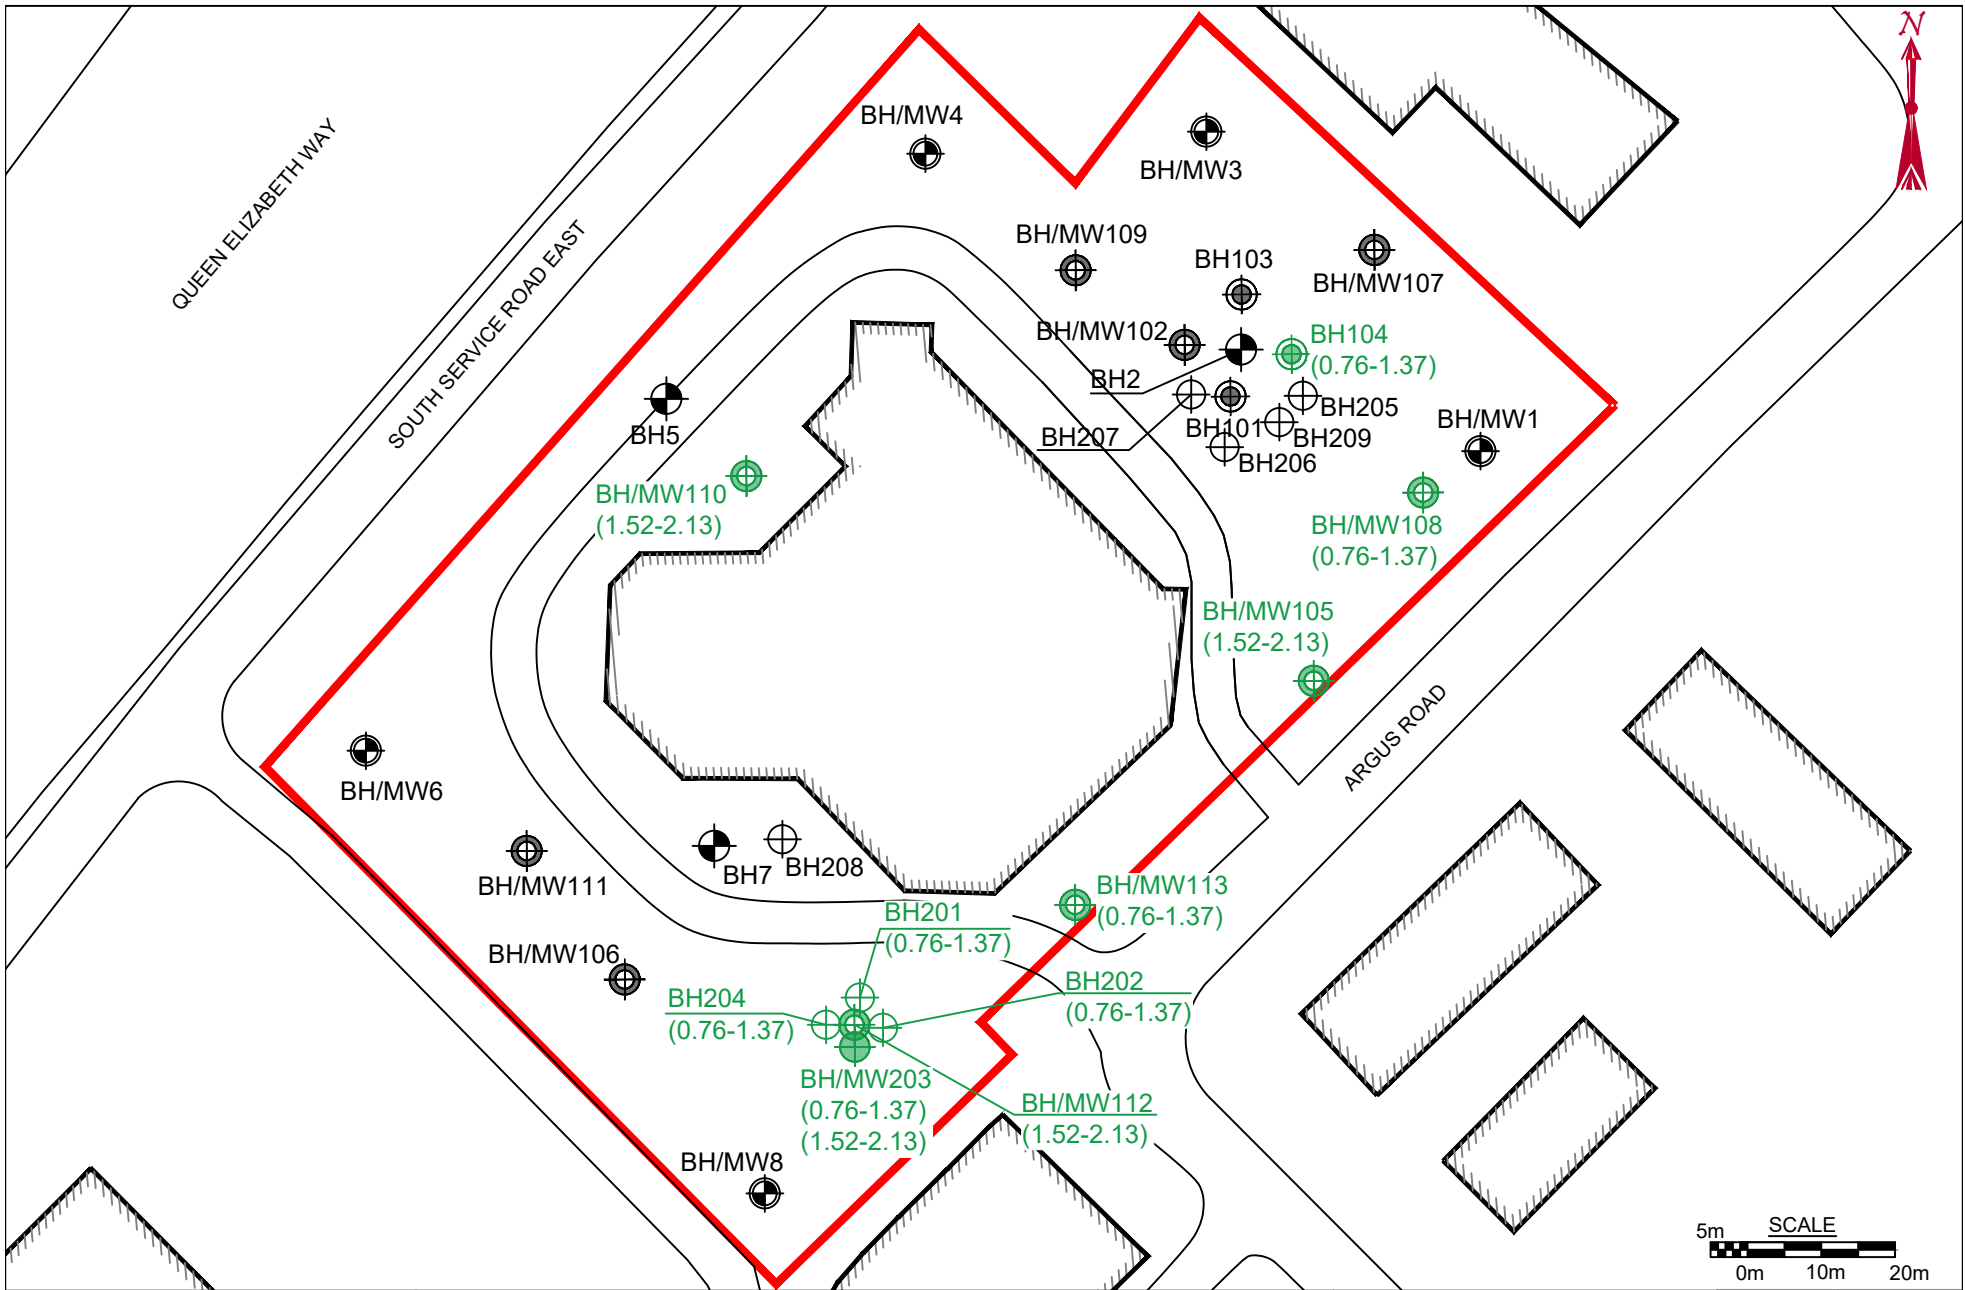 N
BH/MW4
BH/MW3
QUEEN ELIZABETH WAY
SOUTH SERVICE ROAD EAST
BH/MW109
BH103
BH/MW107
BH/MW102
BH104
(0.76-1.37)
BH2
BH205
BH5
BH101
BH209
BH/MW1
BH207
BH206
BH/MW110
(1.52-2.13)
BH/MW108
(0.76-1.37)
BH/MW105
(1.52-2.13)
ARGUS ROAD
BH/MW6
BH7
BH208
BH/MW111
BH/MW113
(0.76-1.37)
BH201
(0.76-1.37)
BH/MW106
BH204
(0.76-1.37)
BH202
(0.76-1.37)
BH/MW203
(0.76-1.37)
(1.52-2.13)
BH/MW112
(1.52-2.13)
BH/MW8
5m SCALE
0m 10m 20m